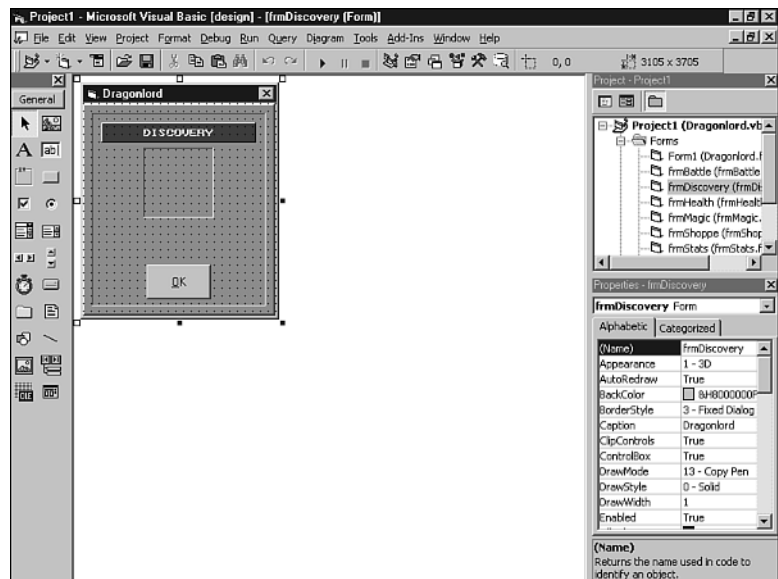 Project1 - Microsoft Visual Basic [design] - [frmDiscovery (Form)]
File Edit View Project Format Debug Run Query Diagram Tools Add-Ins Window Help
0,0
3105 x 3705
General
A
ab|
Dragonlord
DISCOVERY
OK
Project - Project1
Project1 (Dragonlord.vb
Forms
Form1 (Dragonlord.f
frmBattle (frmBattle
frmDiscovery (frmDi
frmHealth (frmHealt
frmMagic (frmMagic.
frmShoppe (frmShop
frmStats (frmStats.f
Properties - frmDiscovery
frmDiscovery Form
Alphabetic Categorized
(Name) frmDiscovery
Appearance 1 - 3D
AutoRedraw True
BackColor &H8000000F
BorderStyle 3 - Fixed Dialog
Caption Dragonlord
ClipControls True
ControlBox True
DrawMode 13 - Copy Pen
DrawStyle 0 - Solid
DrawWidth 1
Enabled True
(Name)
Returns the name used in code to
identify an object.